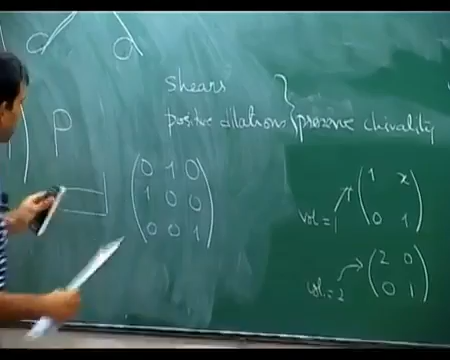 a a
shears
positive dilations } preserve chirality
p
( 0 1 0
1 0 0
0 0 1 )
( 1 x
0 1 )
vol = 1
( 2 0
0 1 )
vol. = 2